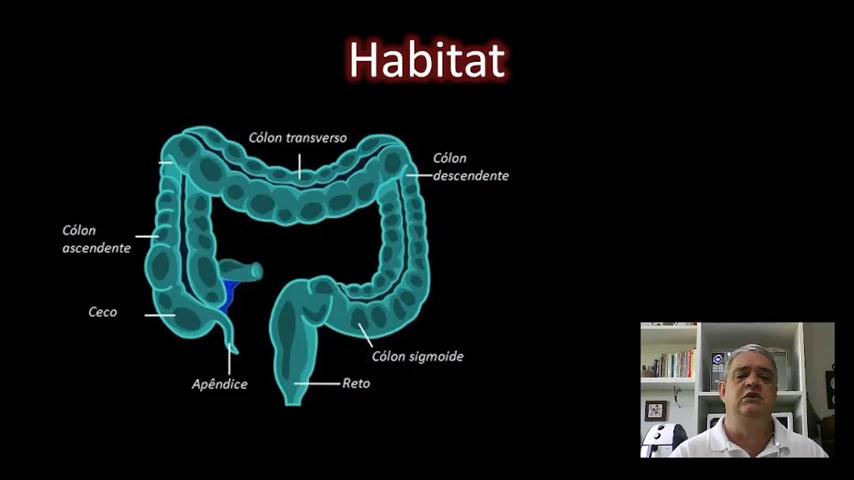 Habitat
Cólon transverso
Cólon
descendente
Cólon
ascendente
Ceco
Cólon sigmoide
Apêndice
Reto